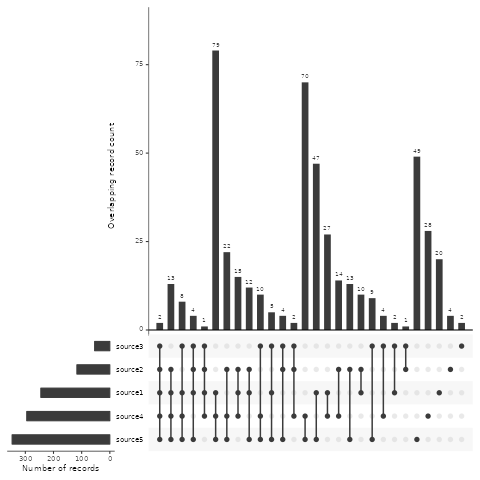 Overlapping record count
75
50
25
0
2 13 8 4 1 79 22 15 12 10 5 4 2 70 47 27 14 13 10 9 4 2 1 49 28 20 4 2
source3
source2
source1
source4
source5
300 200 100 0
Number of records